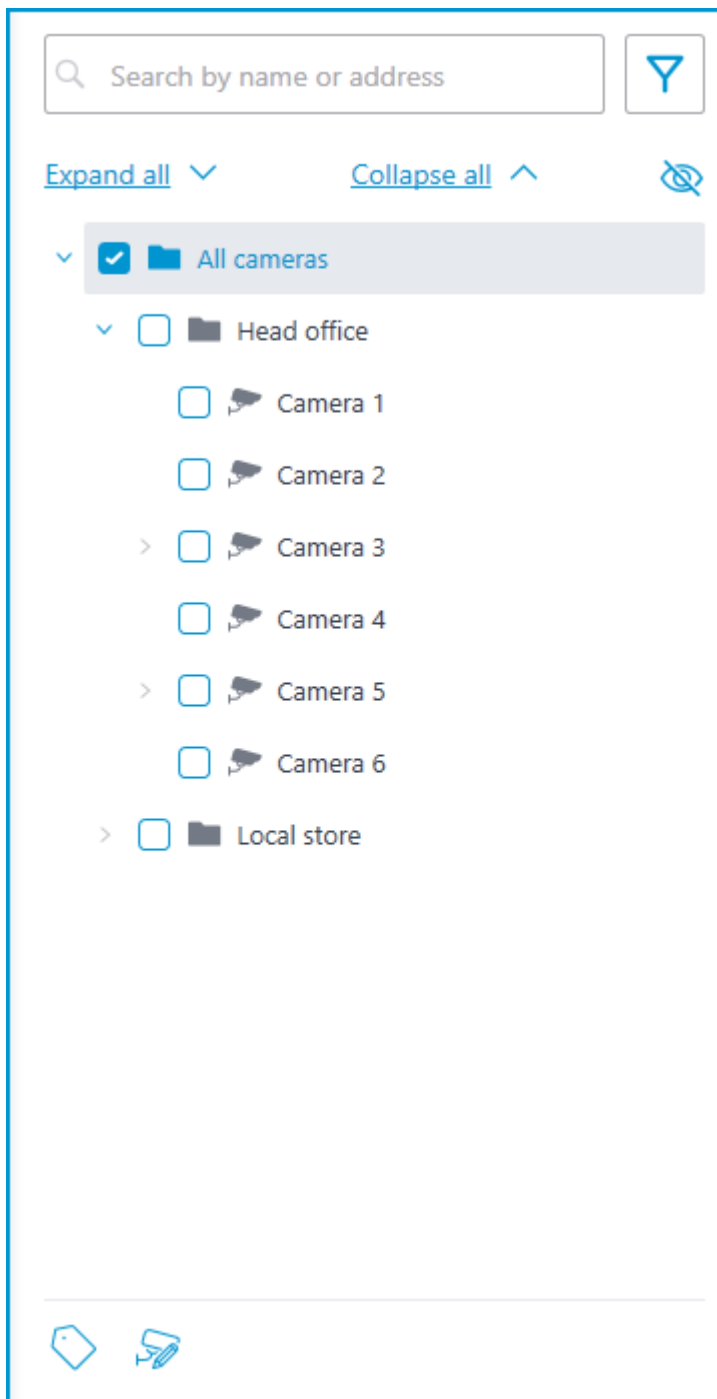 Search by name or address
Expand all Collapse all
All cameras
Head office
Camera 1
Camera 2
Camera 3
Camera 4
Camera 5
Camera 6
Local store